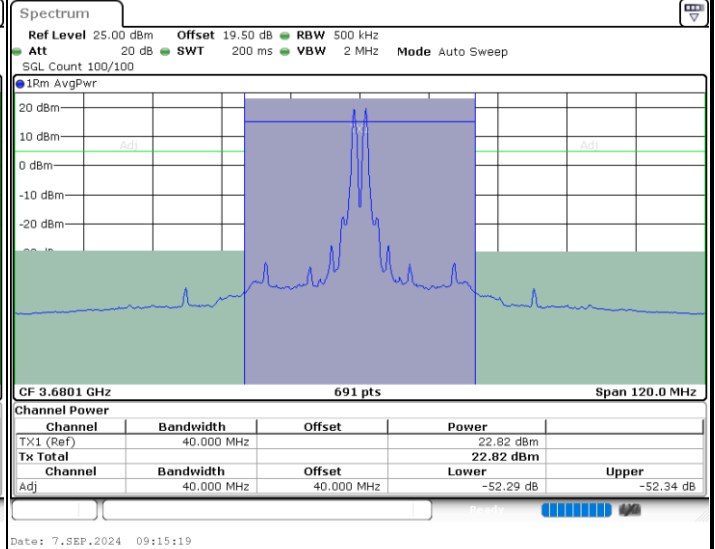 Spectrum
Ref Level 25.00 dBm Offset 19.50 dB RBW 500 kHz
Att 20 dB SWT 200 ms VBW 2 MHz Mode Auto Sweep
SGL Count 100/100
1Rm AvgPwr
20 dBm
10 dBm
Adj Adj
0 dBm
-10 dBm
-20 dBm
CF 3.6801 GHz 691 pts Span 120.0 MHz
Channel Power
Channel Bandwidth Offset Power
TX1 (Ref) 40.000 MHz 22.82 dBm
Tx Total 22.82 dBm
Channel Bandwidth Offset Lower Upper
Adj 40.000 MHz 40.000 MHz -52.29 dB -52.34 dB
Ready
Date: 7.SEP.2024 09:15:19